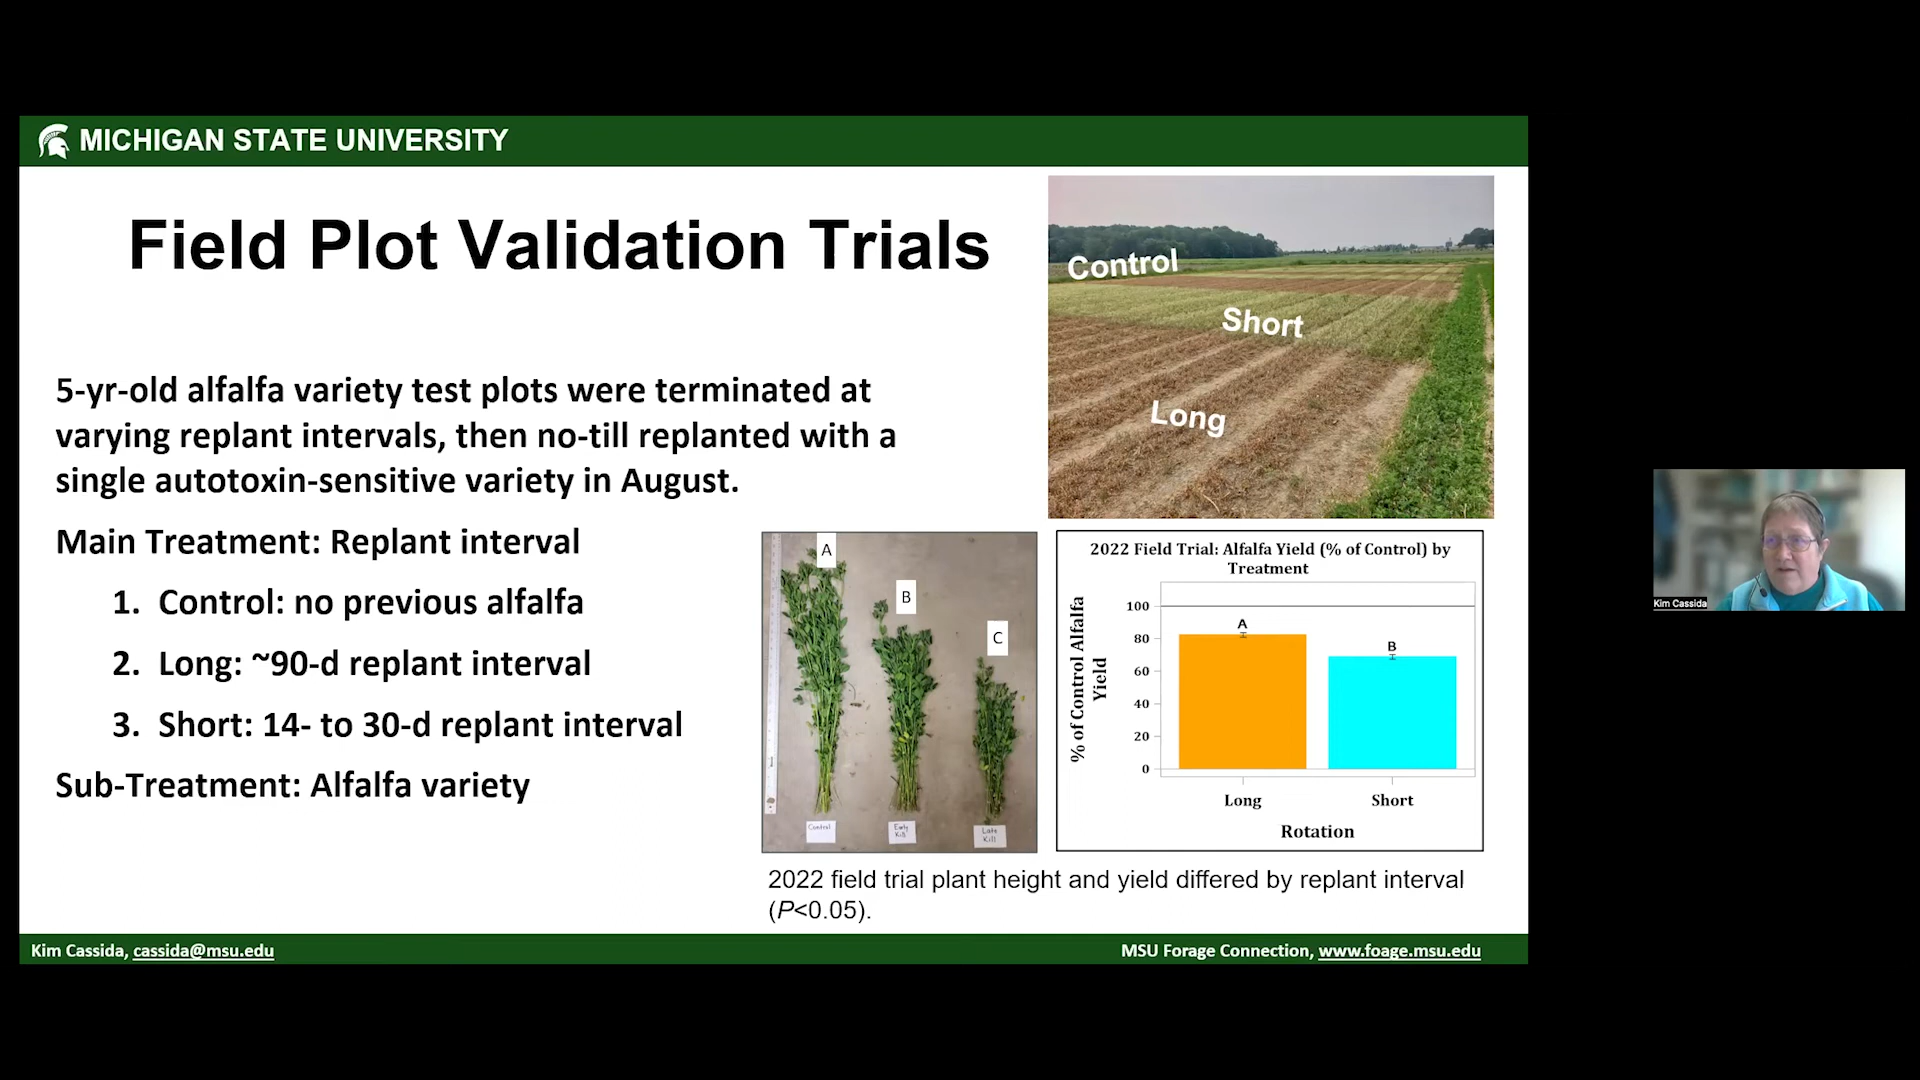 MICHIGAN STATE UNIVERSITY
Field Plot Validation Trials
5-yr-old alfalfa variety test plots were terminated at
varying replant intervals, then no-till replanted with a
single autotoxin-sensitive variety in August.
Main Treatment: Replant interval
1. Control: no previous alfalfa
2. Long: ~90-d replant interval
3. Short: 14- to 30-d replant interval
Sub-Treatment: Alfalfa variety
Control
Short
Long
A
B
C
Control
Early
Kill
Late
Kill
2022 Field Trial: Alfalfa Yield (% of Control) by
Treatment
% of Control Alfalfa
Yield
100
80
60
40
20
0
A
B
Long
Short
Rotation
2022 field trial plant height and yield differed by replant interval
(P<0.05).
Kim Cassida, cassida@msu.edu
MSU Forage Connection, www.foage.msu.edu
Kim Cassida